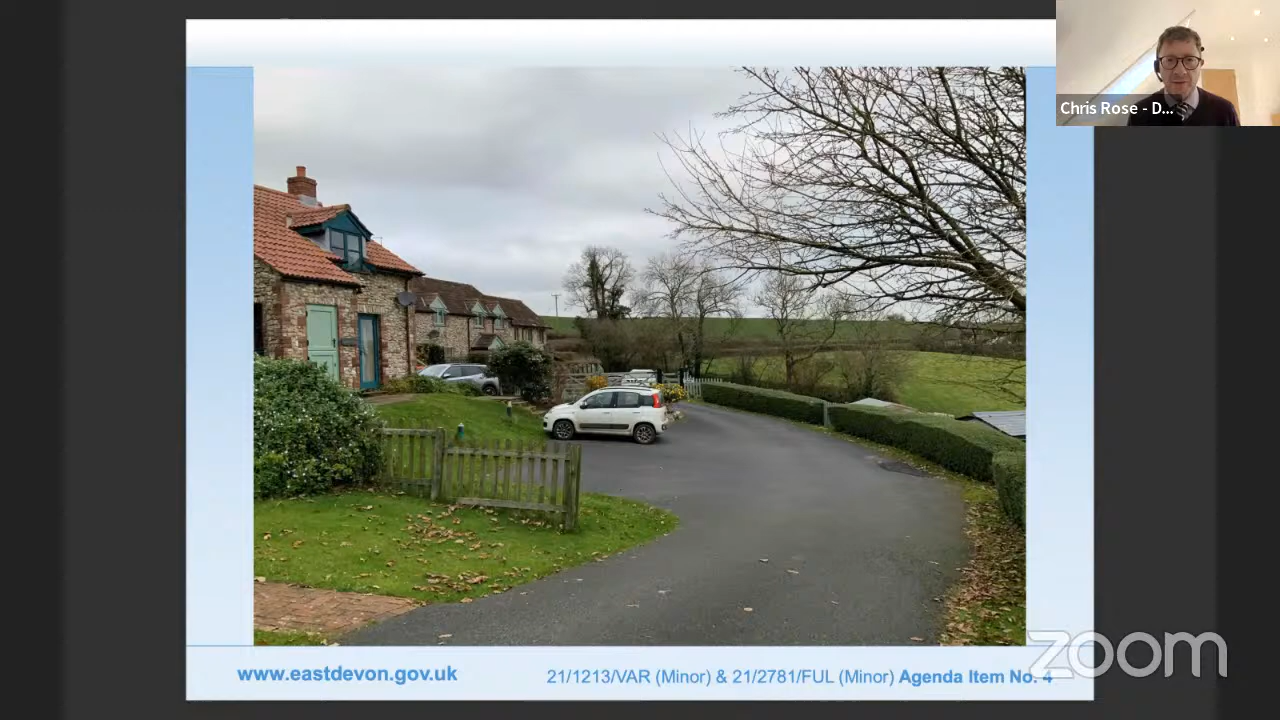 Chris Rose - D...
www.eastdevon.gov.uk
21/1213/VAR (Minor) & 21/2781/FUL (Minor) Agenda Item No. 4
zoom